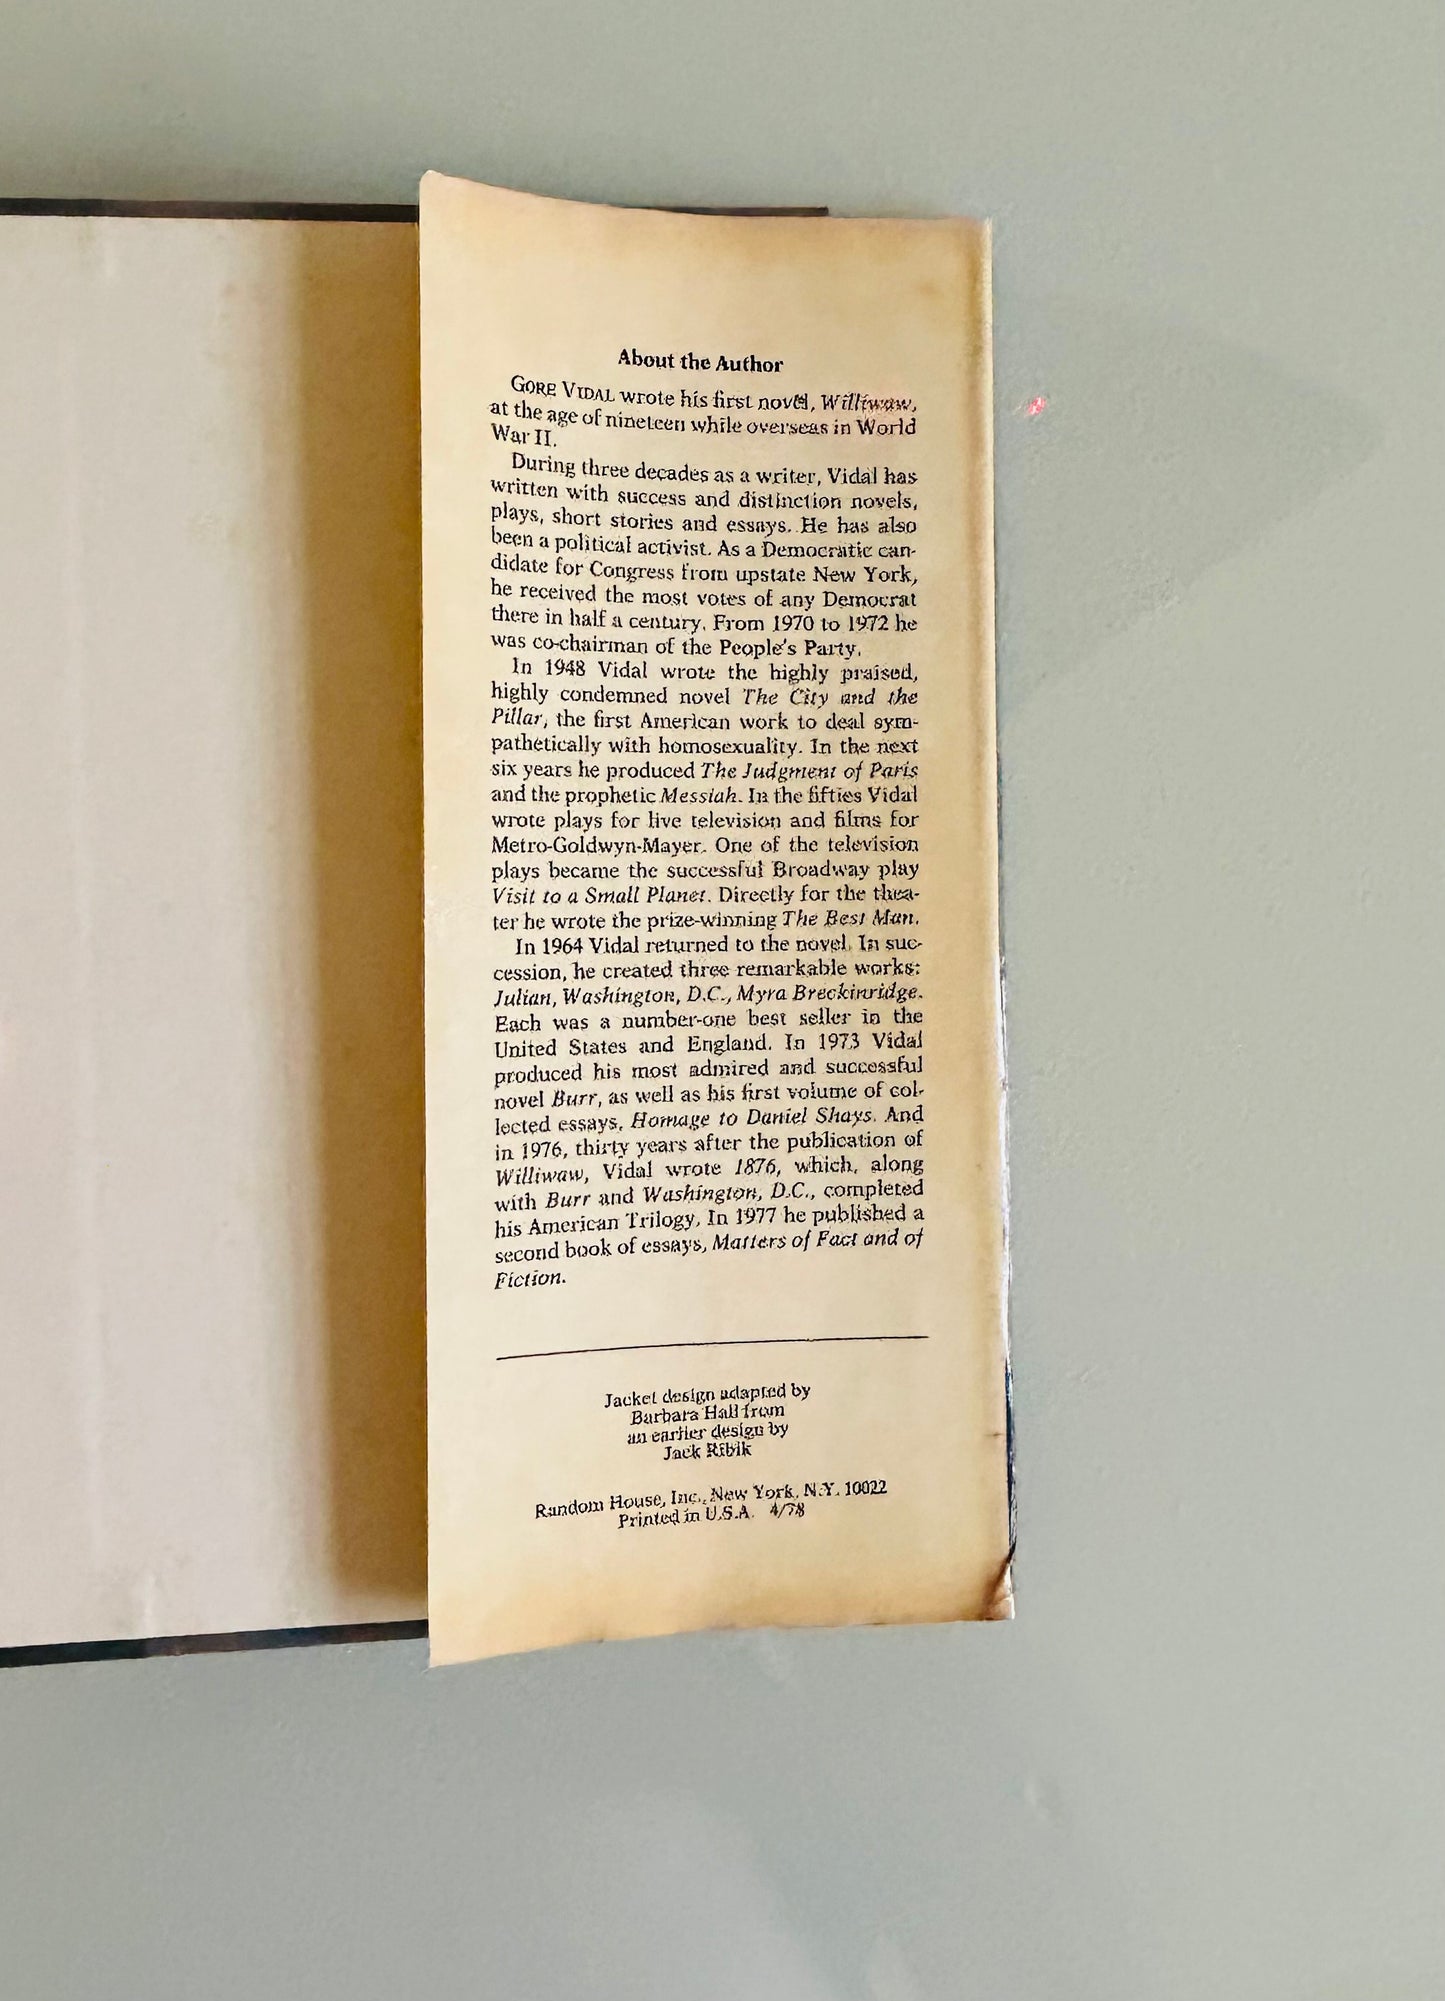 About the Author
GORE VIDAL wrote his first novel, Williwaw,
at the age of nineteen while overseas in World
War II.
During three decades as a writer, Vidal has
written with success and distinction novels,
plays, short stories and essays. He has also
been a political activist. As a Democratic can-
didate for Congress from upstate New York,
he received the most votes of any Democrat
there in half a century. From 1970 to 1972 he
was co-chairman of the People's Party.
In 1948 Vidal wrote the highly praised,
highly condemned novel The City and the
Pillar, the first American work to deal sym-
pathetically with homosexuality. In the next
six years he produced The Judgment of Paris
and the prophetic Messiah. In the fifties Vidal
wrote plays for live television and films for
Metro-Goldwyn-Mayer. One of the television
plays became the successful Broadway play
Visit to a Small Planet. Directly for the thea-
ter he wrote the prize-winning The Best Man.
In 1964 Vidal returned to the novel. In suc-
cession, he created three remarkable works:
Julian, Washington, D.C., Myra Breckinridge.
Each was a number-one best seller in the
United States and England. In 1973 Vidal
produced his most admired and successful
novel Burr, as well as his first volume of col-
lected essays, Homage to Daniel Shays. And
in 1976, thirty years after the publication of
Williwaw, Vidal wrote 1876, which, along
with Burr and Washington, D.C., completed
his American Trilogy. In 1977 he published a
second book of essays, Matters of Fact and of
Fiction.
Jacket design adapted by
Barbara Hall from
an earlier design by
Jack Ribik
Random House, Inc., New York, N.Y. 10022
Printed in U.S.A. 4/78